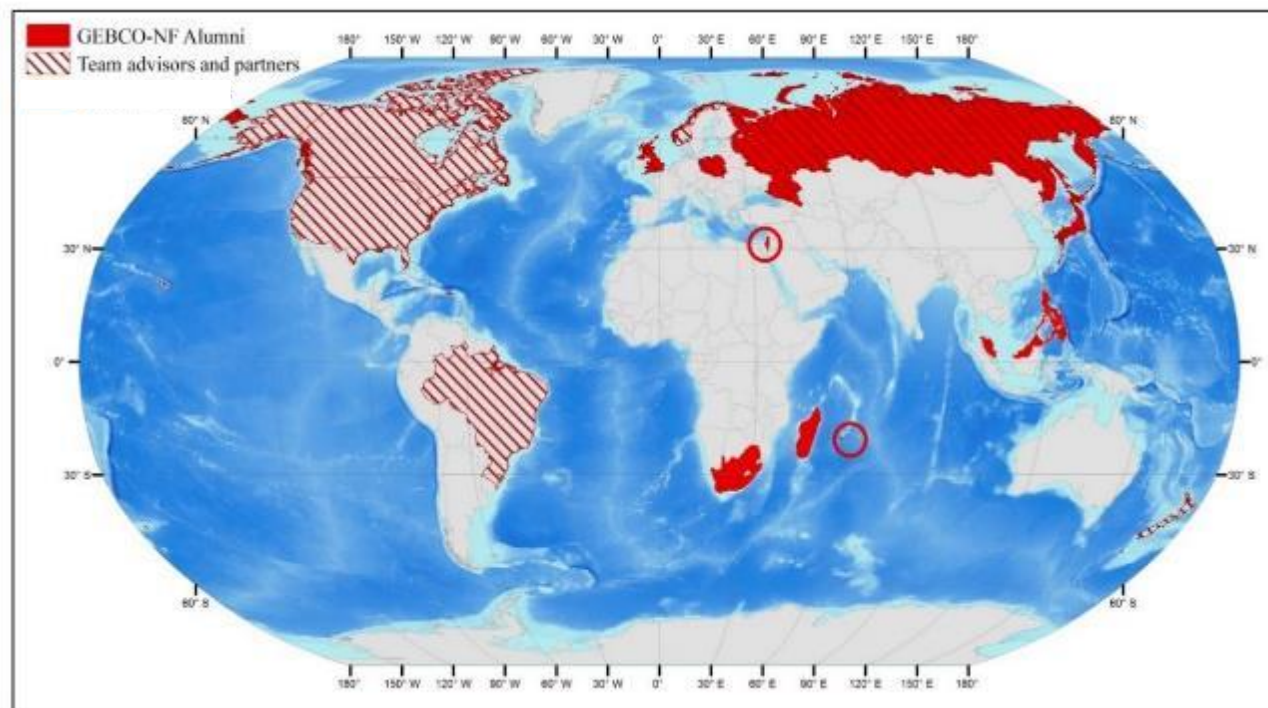 GEBCO-NF Alumni
Team advisors and partners
180° 150° W 120° W 90° W 60° W 30° W 0° 30° E 60° E 90° E 120° E 150° E 180°
60° N 60° N
30° N 30° N
0° 0°
30° S 30° S
60° S 60° S
180° 150° W 120° W 90° W 60° W 30° W 0° 30° E 60° E 90° E 120° E 150° E 180°